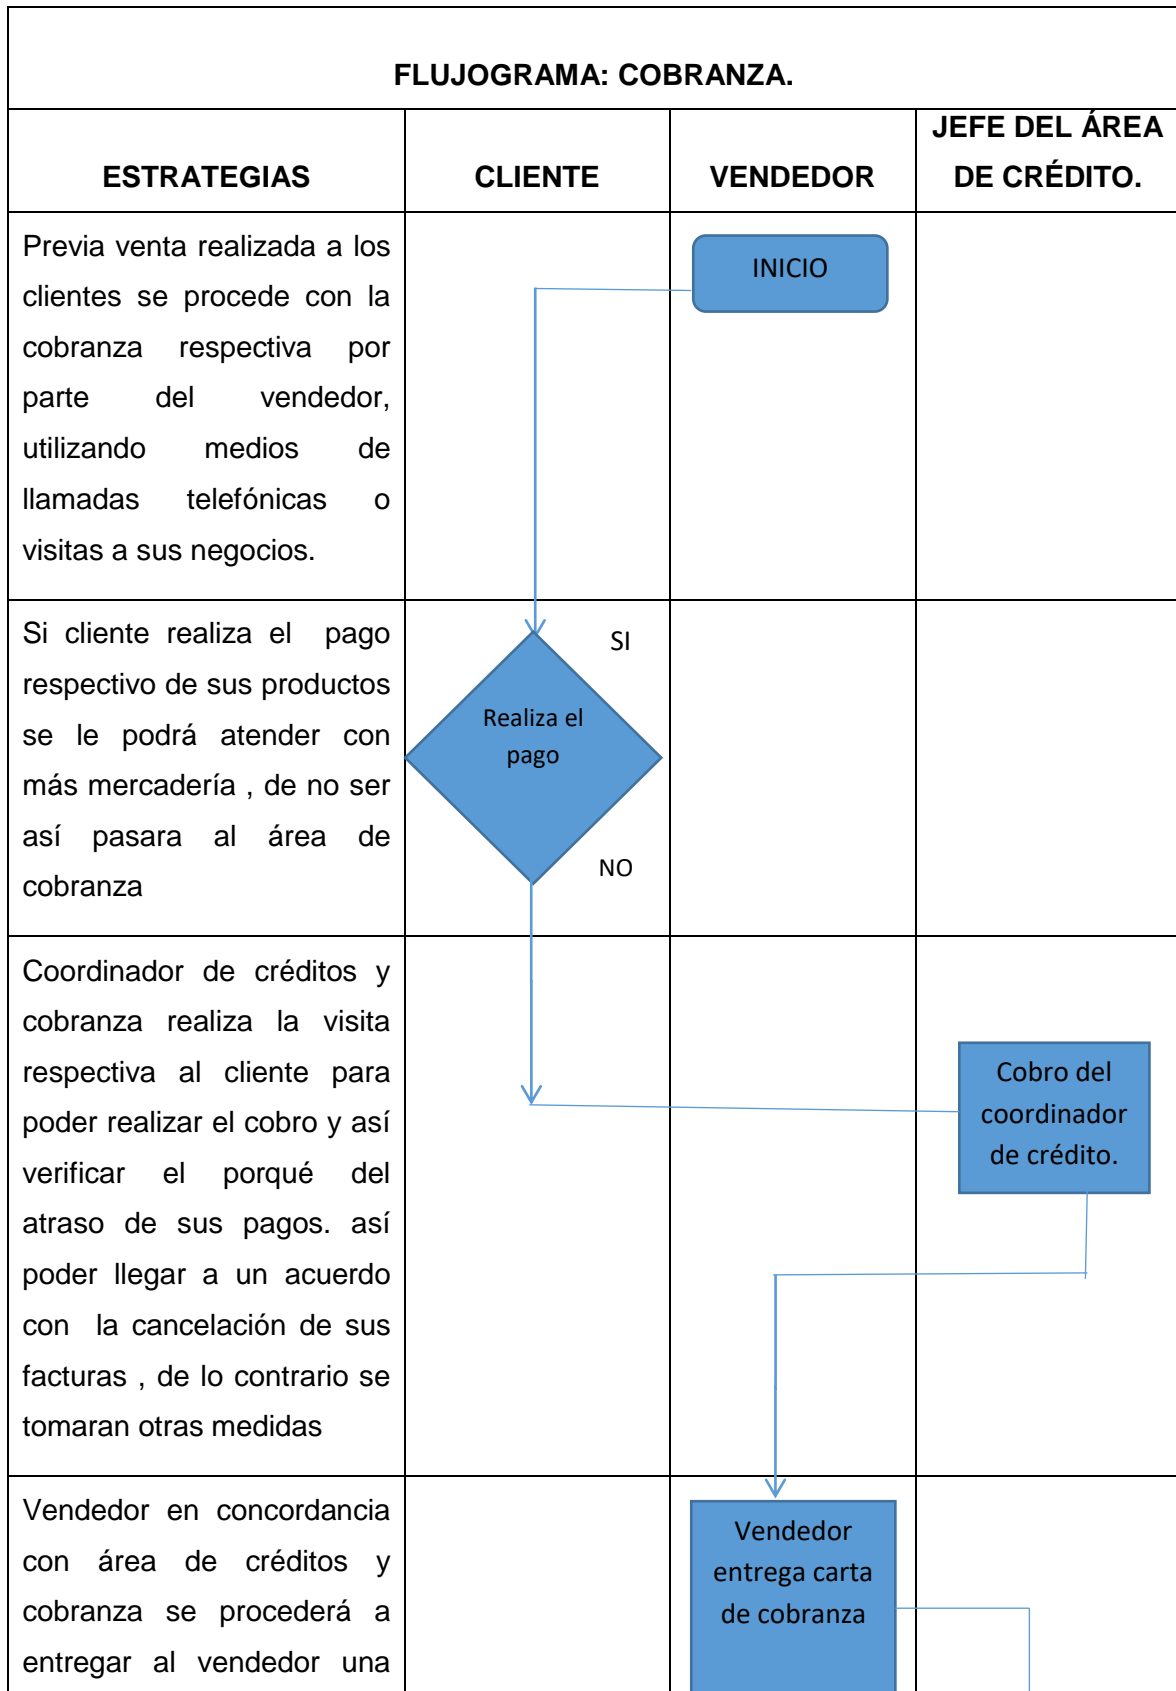 FLUJOGRAMA: COBRANZA.
ESTRATEGIAS
CLIENTE
VENDEDOR
JEFE DEL ÁREA
DE CRÉDITO.
Previa venta realizada a los
clientes se procede con la
cobranza respectiva por
parte del vendedor,
utilizando medios de
llamadas telefónicas o
visitas a sus negocios.
INICIO
Si cliente realiza el pago
respectivo de sus productos
se le podrá atender con
más mercadería , de no ser
así pasara al área de
cobranza
SI
Realiza el
pago
NO
Coordinador de créditos y
cobranza realiza la visita
respectiva al cliente para
poder realizar el cobro y así
verificar el porqué del
atraso de sus pagos. así
poder llegar a un acuerdo
con la cancelación de sus
facturas , de lo contrario se
tomaran otras medidas
Cobro del
coordinador
de crédito.
Vendedor en concordancia
con área de créditos y
cobranza se procederá a
entregar al vendedor una
Vendedor
entrega carta
de cobranza